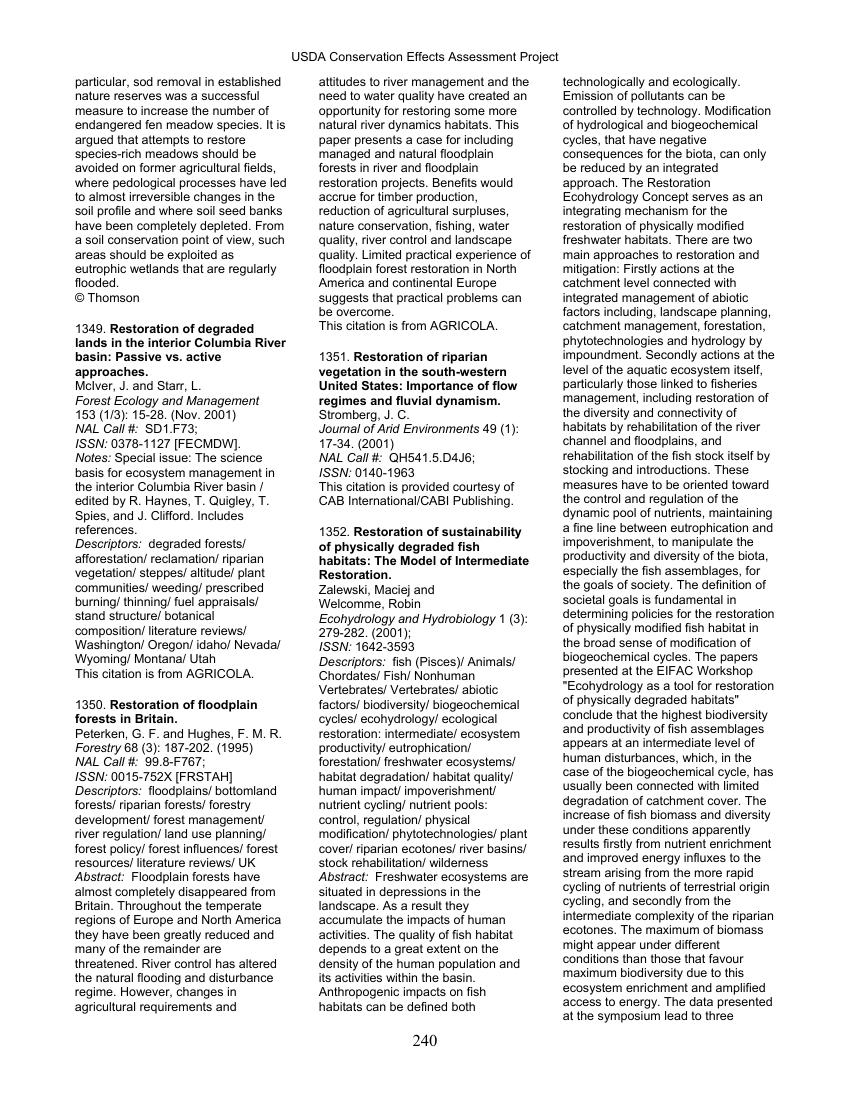 USDA Conservation Effects Assessment Project
particular, sod removal in established
nature reserves was a successful
measure to increase the number of
endangered fen meadow species. It is
argued that attempts to restore
species-rich meadows should be
avoided on former agricultural fields,
where pedological processes have led
to almost irreversible changes in the
soil profile and where soil seed banks
have been completely depleted. From
a soil conservation point of view, such
areas should be exploited as
eutrophic wetlands that are regularly
flooded.
© Thomson
1349. Restoration of degraded
lands in the interior Columbia River
basin: Passive vs. active
approaches.
McIver, J. and Starr, L.
Forest Ecology and Management
153 (1/3): 15-28. (Nov. 2001)
NAL Call #: SD1.F73;
ISSN: 0378-1127 [FECMDW].
Notes: Special issue: The science
basis for ecosystem management in
the interior Columbia River basin /
edited by R. Haynes, T. Quigley, T.
Spies, and J. Clifford. Includes
references.
Descriptors: degraded forests/
afforestation/ reclamation/ riparian
vegetation/ steppes/ altitude/ plant
communities/ weeding/ prescribed
burning/ thinning/ fuel appraisals/
stand structure/ botanical
composition/ literature reviews/
Washington/ Oregon/ idaho/ Nevada/
Wyoming/ Montana/ Utah
This citation is from AGRICOLA.
1350. Restoration of floodplain
forests in Britain.
Peterken, G. F. and Hughes, F. M. R.
Forestry 68 (3): 187-202. (1995)
NAL Call #: 99.8-F767;
ISSN: 0015-752X [FRSTAH]
Descriptors: floodplains/ bottomland
forests/ riparian forests/ forestry
development/ forest management/
river regulation/ land use planning/
forest policy/ forest influences/ forest
resources/ literature reviews/ UK
Abstract: Floodplain forests have
almost completely disappeared from
Britain. Throughout the temperate
regions of Europe and North America
they have been greatly reduced and
many of the remainder are
threatened. River control has altered
the natural flooding and disturbance
regime. However, changes in
agricultural requirements and
attitudes to river management and the
need to water quality have created an
opportunity for restoring some more
natural river dynamics habitats. This
paper presents a case for including
managed and natural floodplain
forests in river and floodplain
restoration projects. Benefits would
accrue for timber production,
reduction of agricultural surpluses,
nature conservation, fishing, water
quality, river control and landscape
quality. Limited practical experience of
floodplain forest restoration in North
America and continental Europe
suggests that practical problems can
be overcome.
This citation is from AGRICOLA.
1351. Restoration of riparian
vegetation in the south-western
United States: Importance of flow
regimes and fluvial dynamism.
Stromberg, J. C.
Journal of Arid Environments 49 (1):
17-34. (2001)
NAL Call #: QH541.5.D4J6;
ISSN: 0140-1963
This citation is provided courtesy of
CAB International/CABI Publishing.
1352. Restoration of sustainability
of physically degraded fish
habitats: The Model of Intermediate
Restoration.
Zalewski, Maciej and
Welcomme, Robin
Ecohydrology and Hydrobiology 1 (3):
279-282. (2001);
ISSN: 1642-3593
Descriptors: fish (Pisces)/ Animals/
Chordates/ Fish/ Nonhuman
Vertebrates/ Vertebrates/ abiotic
factors/ biodiversity/ biogeochemical
cycles/ ecohydrology/ ecological
restoration: intermediate/ ecosystem
productivity/ eutrophication/
forestation/ freshwater ecosystems/
habitat degradation/ habitat quality/
human impact/ impoverishment/
nutrient cycling/ nutrient pools:
control, regulation/ physical
modification/ phytotechnologies/ plant
cover/ riparian ecotones/ river basins/
stock rehabilitation/ wilderness
Abstract: Freshwater ecosystems are
situated in depressions in the
landscape. As a result they
accumulate the impacts of human
activities. The quality of fish habitat
depends to a great extent on the
density of the human population and
its activities within the basin.
Anthropogenic impacts on fish
habitats can be defined both
technologically and ecologically.
Emission of pollutants can be
controlled by technology. Modification
of hydrological and biogeochemical
cycles, that have negative
consequences for the biota, can only
be reduced by an integrated
approach. The Restoration
Ecohydrology Concept serves as an
integrating mechanism for the
restoration of physically modified
freshwater habitats. There are two
main approaches to restoration and
mitigation: Firstly actions at the
catchment level connected with
integrated management of abiotic
factors including, landscape planning,
catchment management, forestation,
phytotechnologies and hydrology by
impoundment. Secondly actions at the
level of the aquatic ecosystem itself,
particularly those linked to fisheries
management, including restoration of
the diversity and connectivity of
habitats by rehabilitation of the river
channel and floodplains, and
rehabilitation of the fish stock itself by
stocking and introductions. These
measures have to be oriented toward
the control and regulation of the
dynamic pool of nutrients, maintaining
a fine line between eutrophication and
impoverishment, to manipulate the
productivity and diversity of the biota,
especially the fish assemblages, for
the goals of society. The definition of
societal goals is fundamental in
determining policies for the restoration
of physically modified fish habitat in
the broad sense of modification of
biogeochemical cycles. The papers
presented at the EIFAC Workshop
"Ecohydrology as a tool for restoration
of physically degraded habitats"
conclude that the highest biodiversity
and productivity of fish assemblages
appears at an intermediate level of
human disturbances, which, in the
case of the biogeochemical cycle, has
usually been connected with limited
degradation of catchment cover. The
increase of fish biomass and diversity
under these conditions apparently
results firstly from nutrient enrichment
and improved energy influxes to the
stream arising from the more rapid
cycling of nutrients of terrestrial origin
cycling, and secondly from the
intermediate complexity of the riparian
ecotones. The maximum of biomass
might appear under different
conditions than those that favour
maximum biodiversity due to this
ecosystem enrichment and amplified
access to energy. The data presented
at the symposium lead to three
240